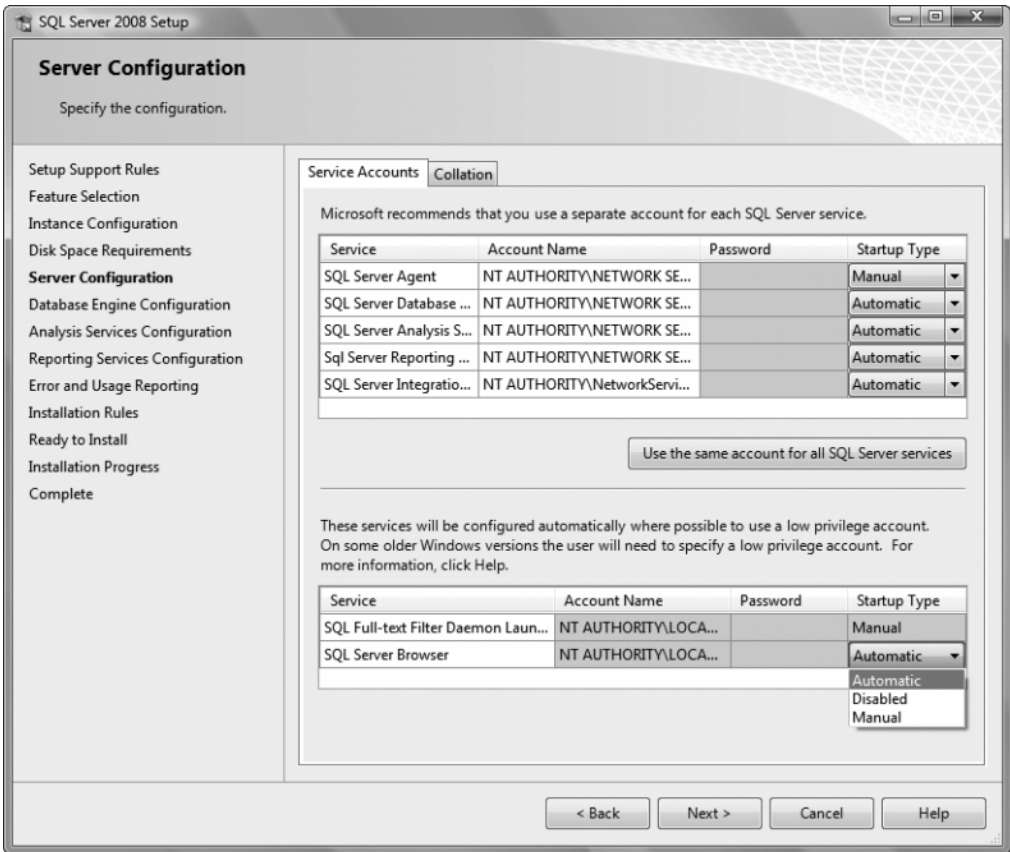 SQL Server 2008 Setup
Server Configuration
Specify the configuration.
Setup Support Rules
Feature Selection
Instance Configuration
Disk Space Requirements
Server Configuration
Database Engine Configuration
Analysis Services Configuration
Reporting Services Configuration
Error and Usage Reporting
Installation Rules
Ready to Install
Installation Progress
Complete
Service Accounts Collation
Microsoft recommends that you use a separate account for each SQL Server service.
Service Account Name Password Startup Type
SQL Server Agent NT AUTHORITY\NETWORK SE... Manual
SQL Server Database ... NT AUTHORITY\NETWORK SE... Automatic
SQL Server Analysis S... NT AUTHORITY\NETWORK SE... Automatic
Sql Server Reporting ... NT AUTHORITY\NETWORK SE... Automatic
SQL Server Integratio... NT AUTHORITY\NetworkServi... Automatic
Use the same account for all SQL Server services
These services will be configured automatically where possible to use a low privilege account.
On some older Windows versions the user will need to specify a low privilege account. For
more information, click Help.
Service Account Name Password Startup Type
SQL Full-text Filter Daemon Laun... NT AUTHORITY\LOCA... Manual
SQL Server Browser NT AUTHORITY\LOCA... Automatic
Automatic
Disabled
Manual
< Back Next > Cancel Help